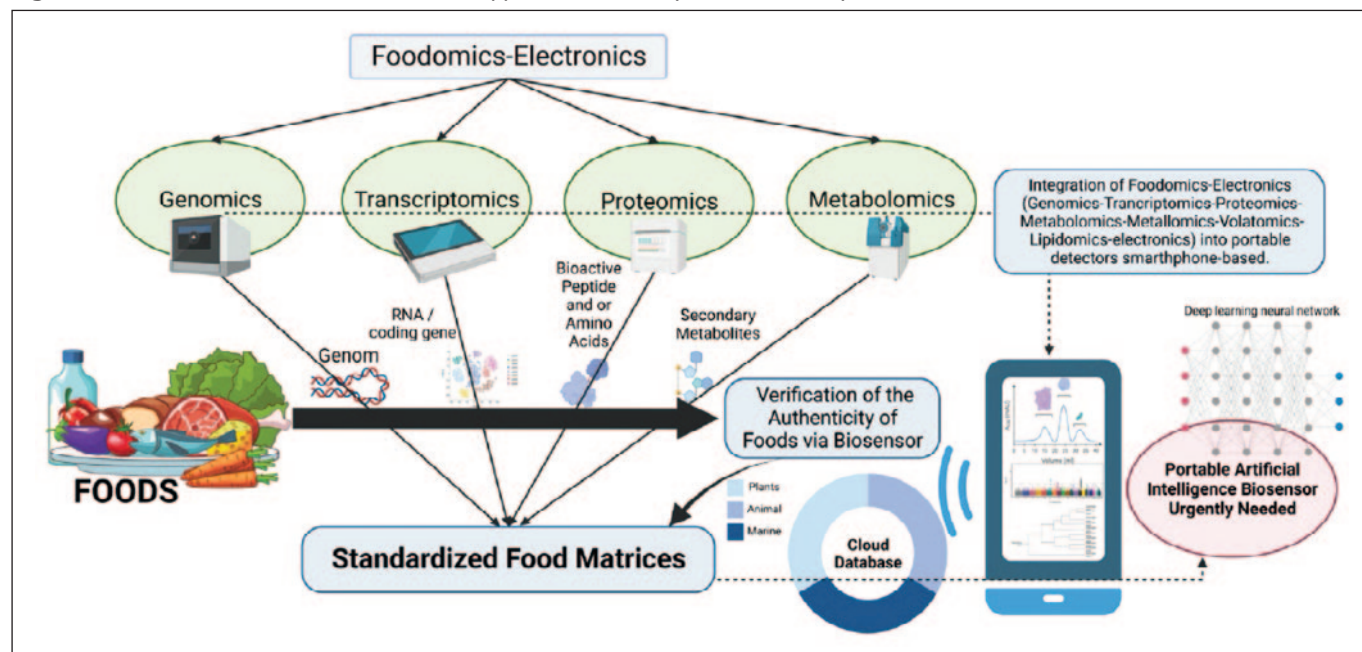 Foodomics-Electronics
Genomics
Transcriptomics
Proteomics
Metabolomics
Integration of Foodomics-Electronics
(Genomics-Trancriptomics-Proteomics-
Metabolomics-Metallomics-Volatomics-
Lipidomics-electronics) into portable
detectors smarthphone-based.
Bioactive
Peptide
and or
Amino
Acids
RNA /
coding gene
Secondary
Metabolites
Genom
Deep learning neural network
FOODS
Verification of the
Authenticity of
Foods via Biosensor
Plants
Animal
Marine
Cloud
Database
Volume (ml)
Portable Artificial
Intelligence Biosensor
Urgently Needed
Standardized Food Matrices